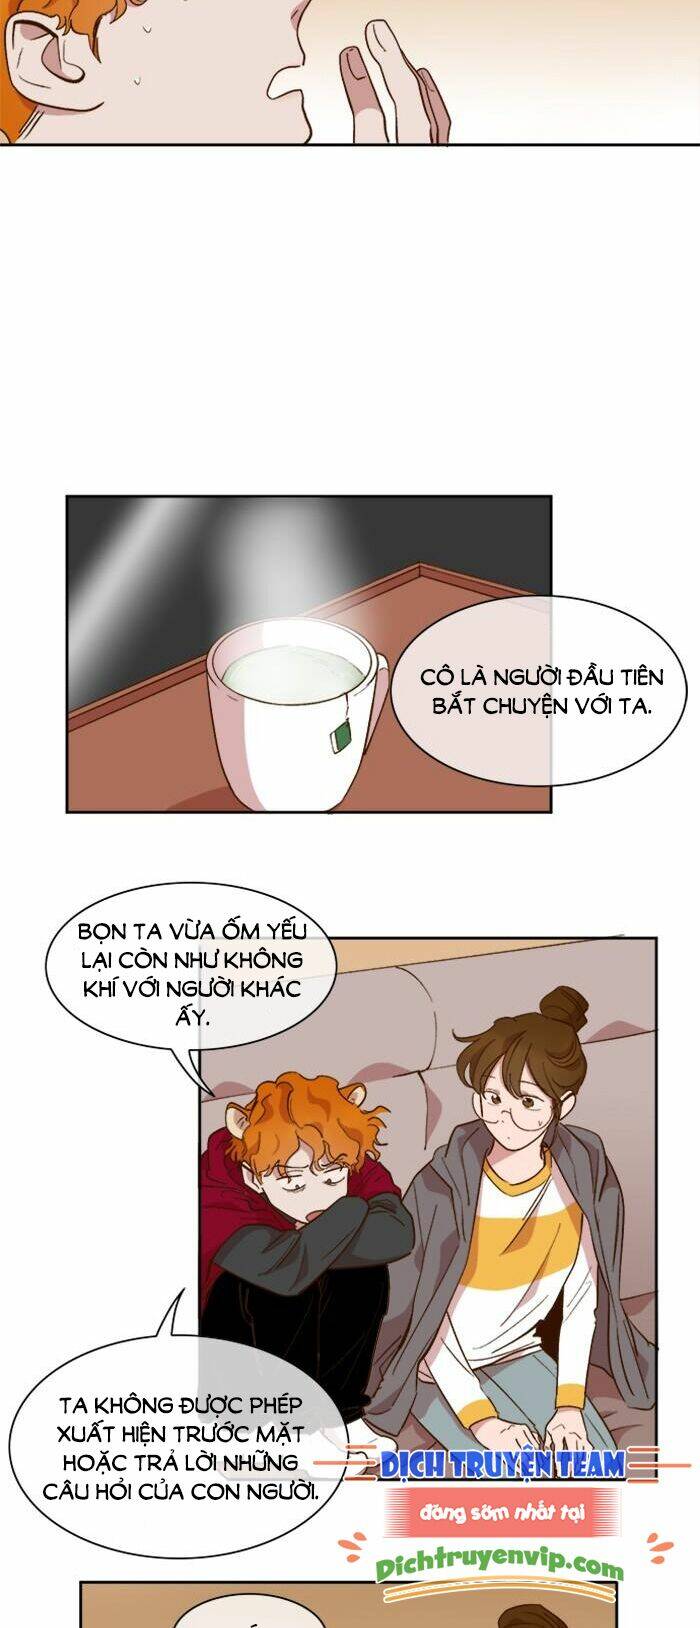 CÔ LÀ NGƯỜI ĐẦU TIÊN
BẮT CHUYỆN VỚI TA.
BỌN TA VỪA ỐM YẾU
LẠI CÒN NHƯ KHÔNG
KHÍ VỚI NGƯỜI KHÁC
ẤY.
TA KHÔNG ĐƯỢC PHÉP
XUẤT HIỆN TRƯỚC MẶT
HOẶC TRẢ LỜI NHỮNG
CÂU HỎI CỦA CON NGƯỜI.
DỊCH TRUYỆN TEAM
đăng sớm nhất tại
Dichtruyenvip.com